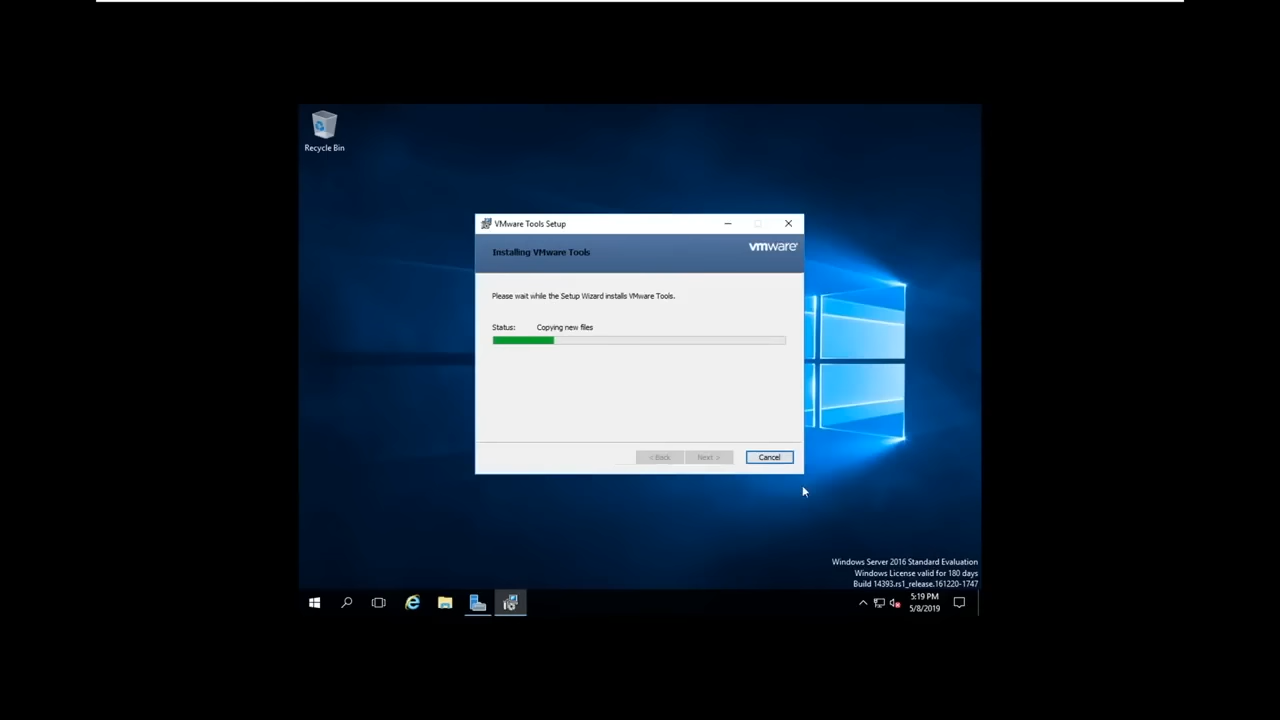 Recycle Bin
VMware Tools Setup
Installing VMware Tools
vmware
Please wait while the Setup Wizard installs VMware Tools.
Status: Copying new files
< Back Next > Cancel
Windows Server 2016 Standard Evaluation
Windows License valid for 180 days
Build 14393.rs1_release.161220-1747
5:19 PM
5/8/2019